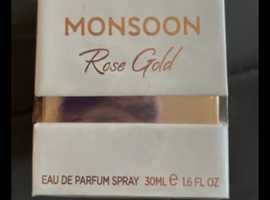 MONSOON
Rose Gold
EAU DE PARFUM SPRAY 30ML e 1.6 FL OZ